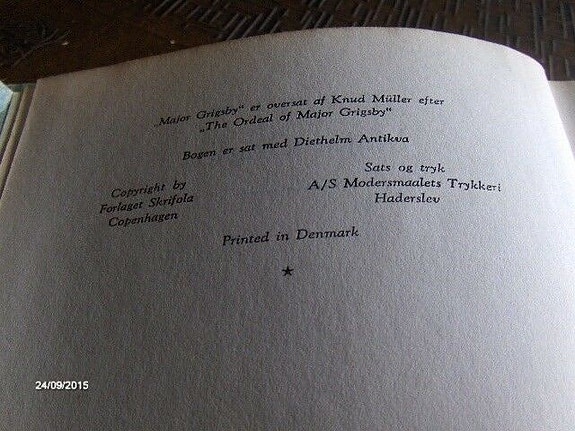 „Major Grigsby“ er oversat af Knud Müller efter
„The Ordeal of Major Grigsby“
Bogen er sat med Diethelm Antikva
Copyright by
Forlaget Skrifola
Copenhagen
Sats og tryk
A/S Modersmaalets Trykkeri
Haderslev
Printed in Denmark
24/09/2015